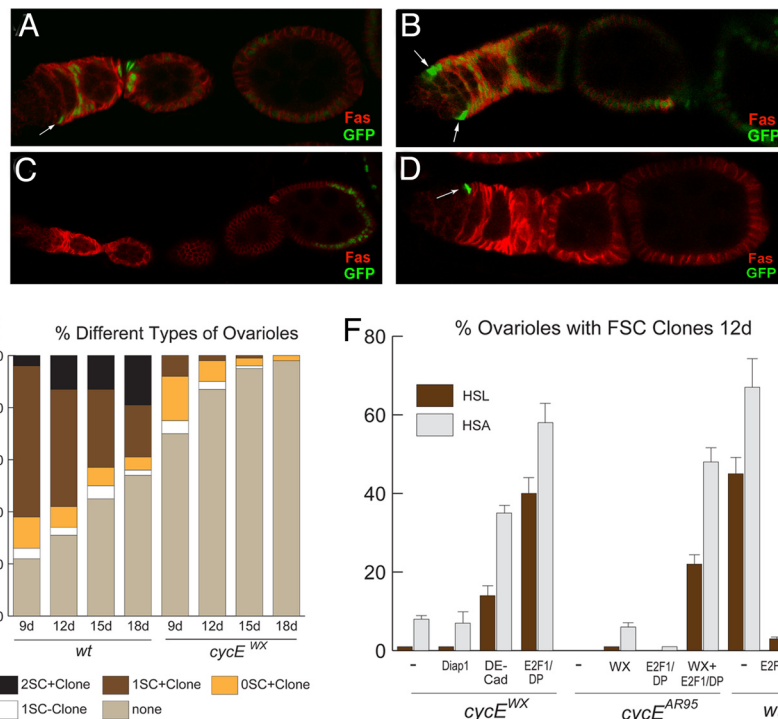 A
Fas
GFP
B
Fas
GFP
C
Fas
GFP
D
Fas
GFP
% Different Types of Ovarioles
9d 12d 15d 18d 9d 12d 15d 18d
wt cycE WX
2SC+Clone 1SC+Clone 0SC+Clone
1SC-Clone none
F
% Ovarioles with FSC Clones 12d
80
60
40
20
0
HSL
HSA
- Diap1 DE-Cad E2F1/DP - WX E2F1/DP WX+E2F1/DP -
cycE WX cycE AR95